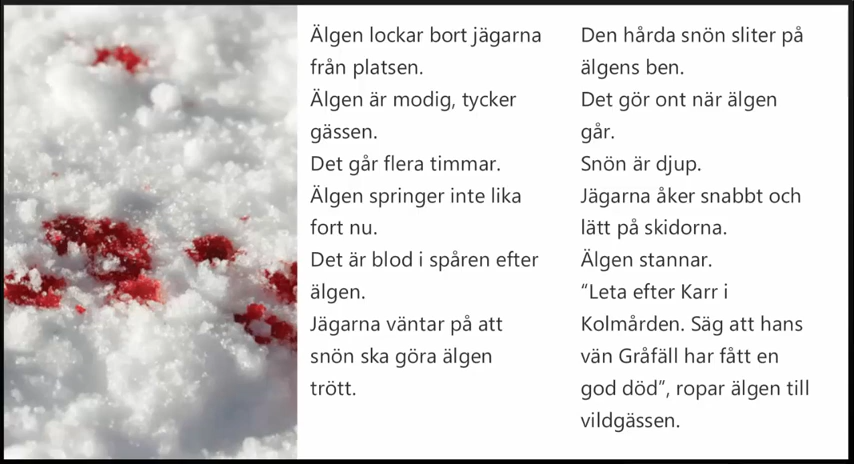 Älgen lockar bort jägarna
från platsen.
Älgen är modig, tycker
gässen.
Det går flera timmar.
Älgen springer inte lika
fort nu.
Det är blod i spåren efter
älgen.
Jägarna väntar på att
snön ska göra älgen
trött.
Den hårda snön sliter på
älgens ben.
Det gör ont när älgen
går.
Snön är djup.
Jägarna åker snabbt och
lätt på skidorna.
Älgen stannar.
“Leta efter Karr i
Kolmården. Säg att hans
vän Gråfäll har fått en
god död”, ropar älgen till
vildgässen.